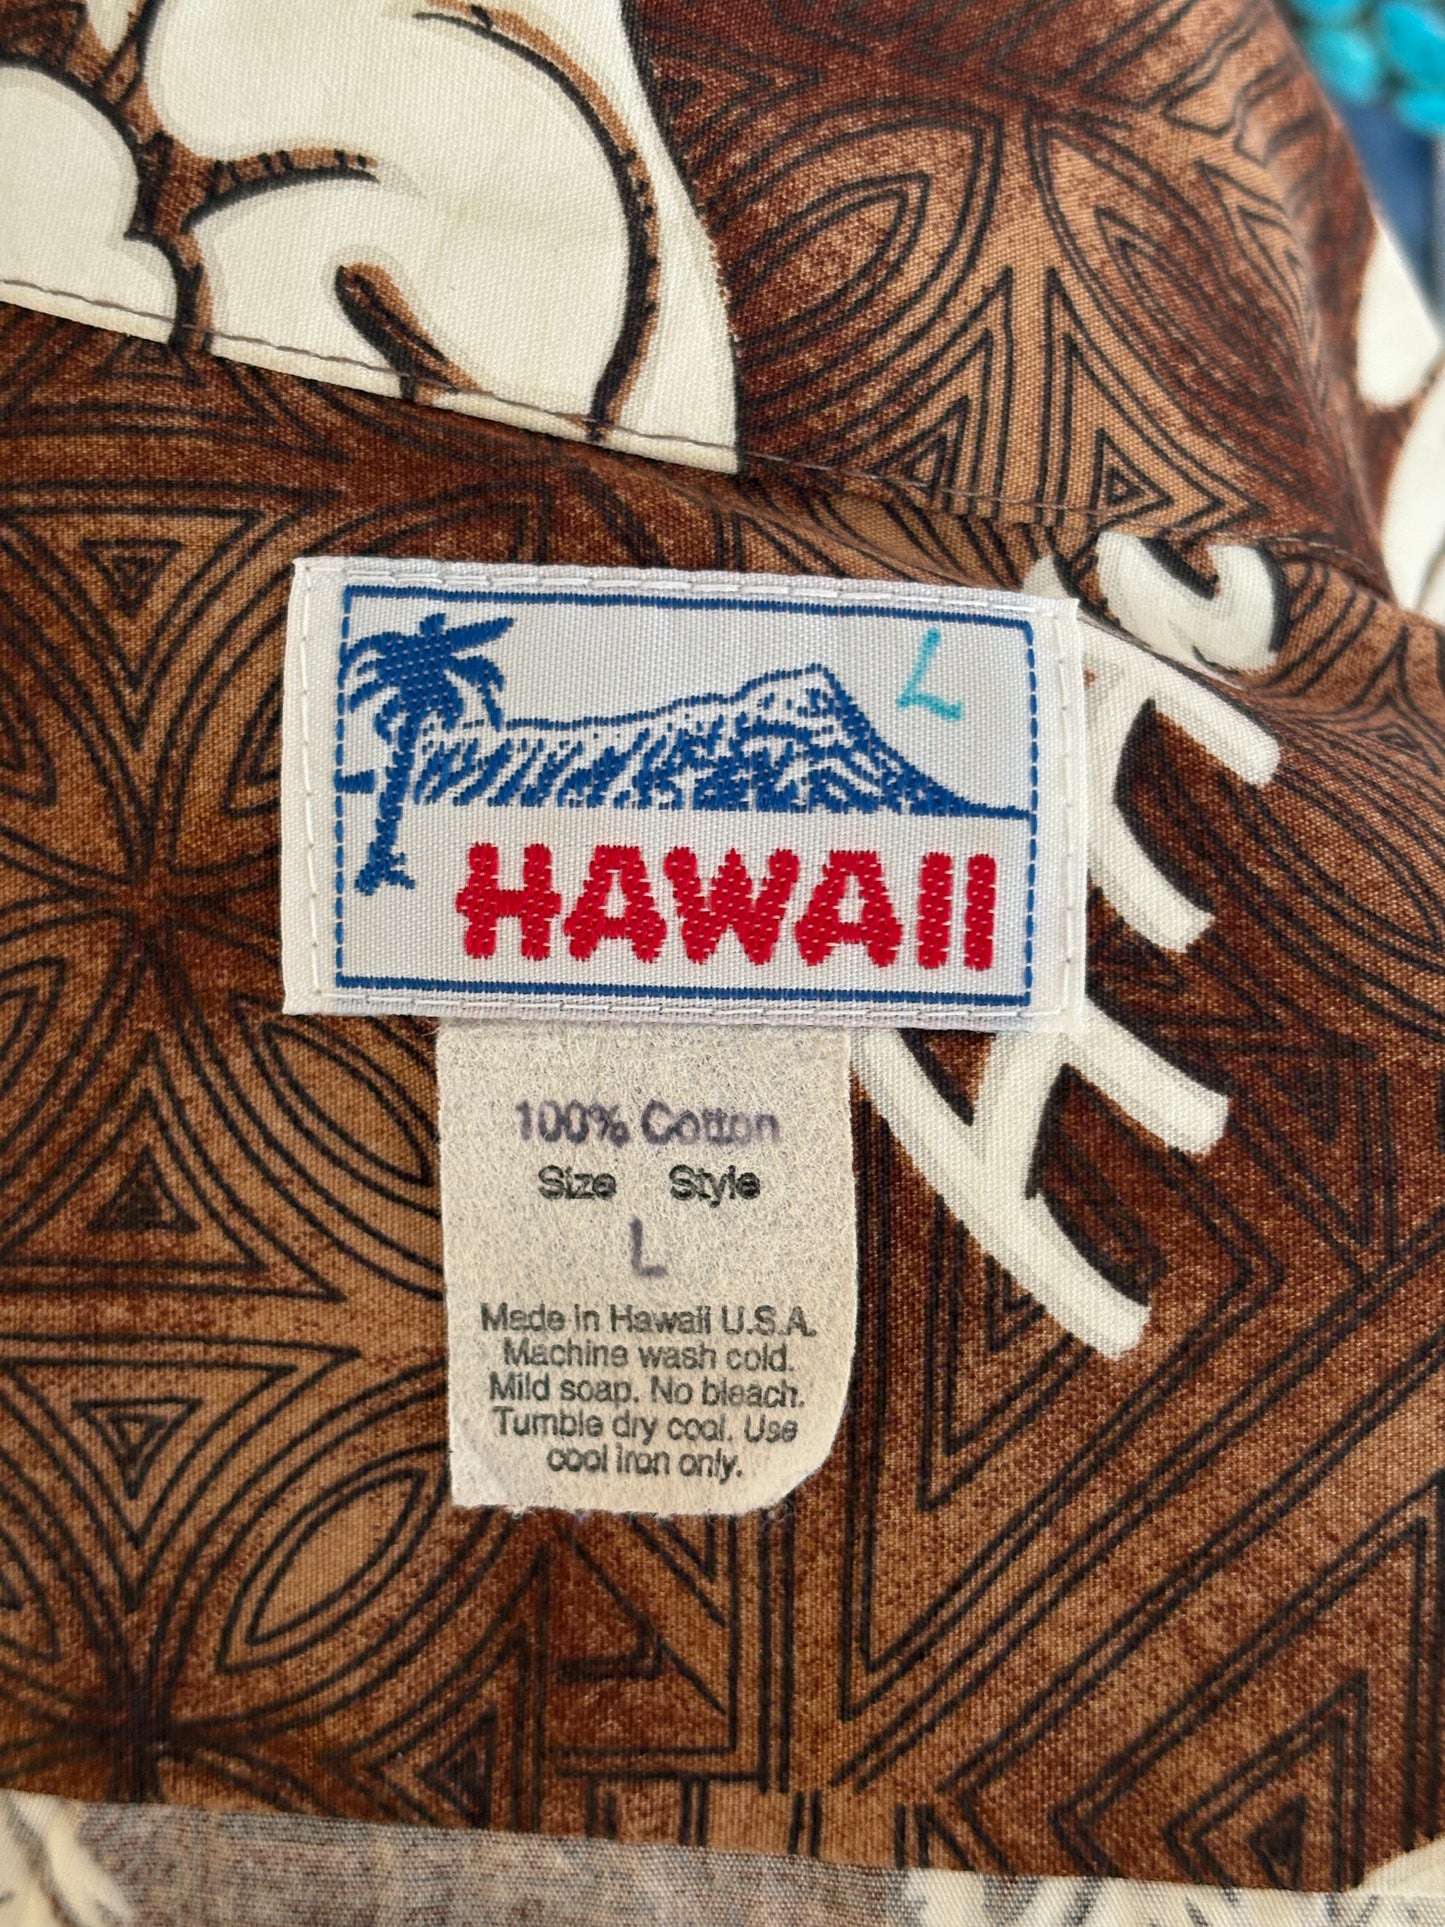 L
HAWAII
100% Cotton
Size Style
L
Made in Hawaii U.S.A.
Machine wash cold.
Mild soap. No bleach.
Tumble dry cool. Use
cool iron only.